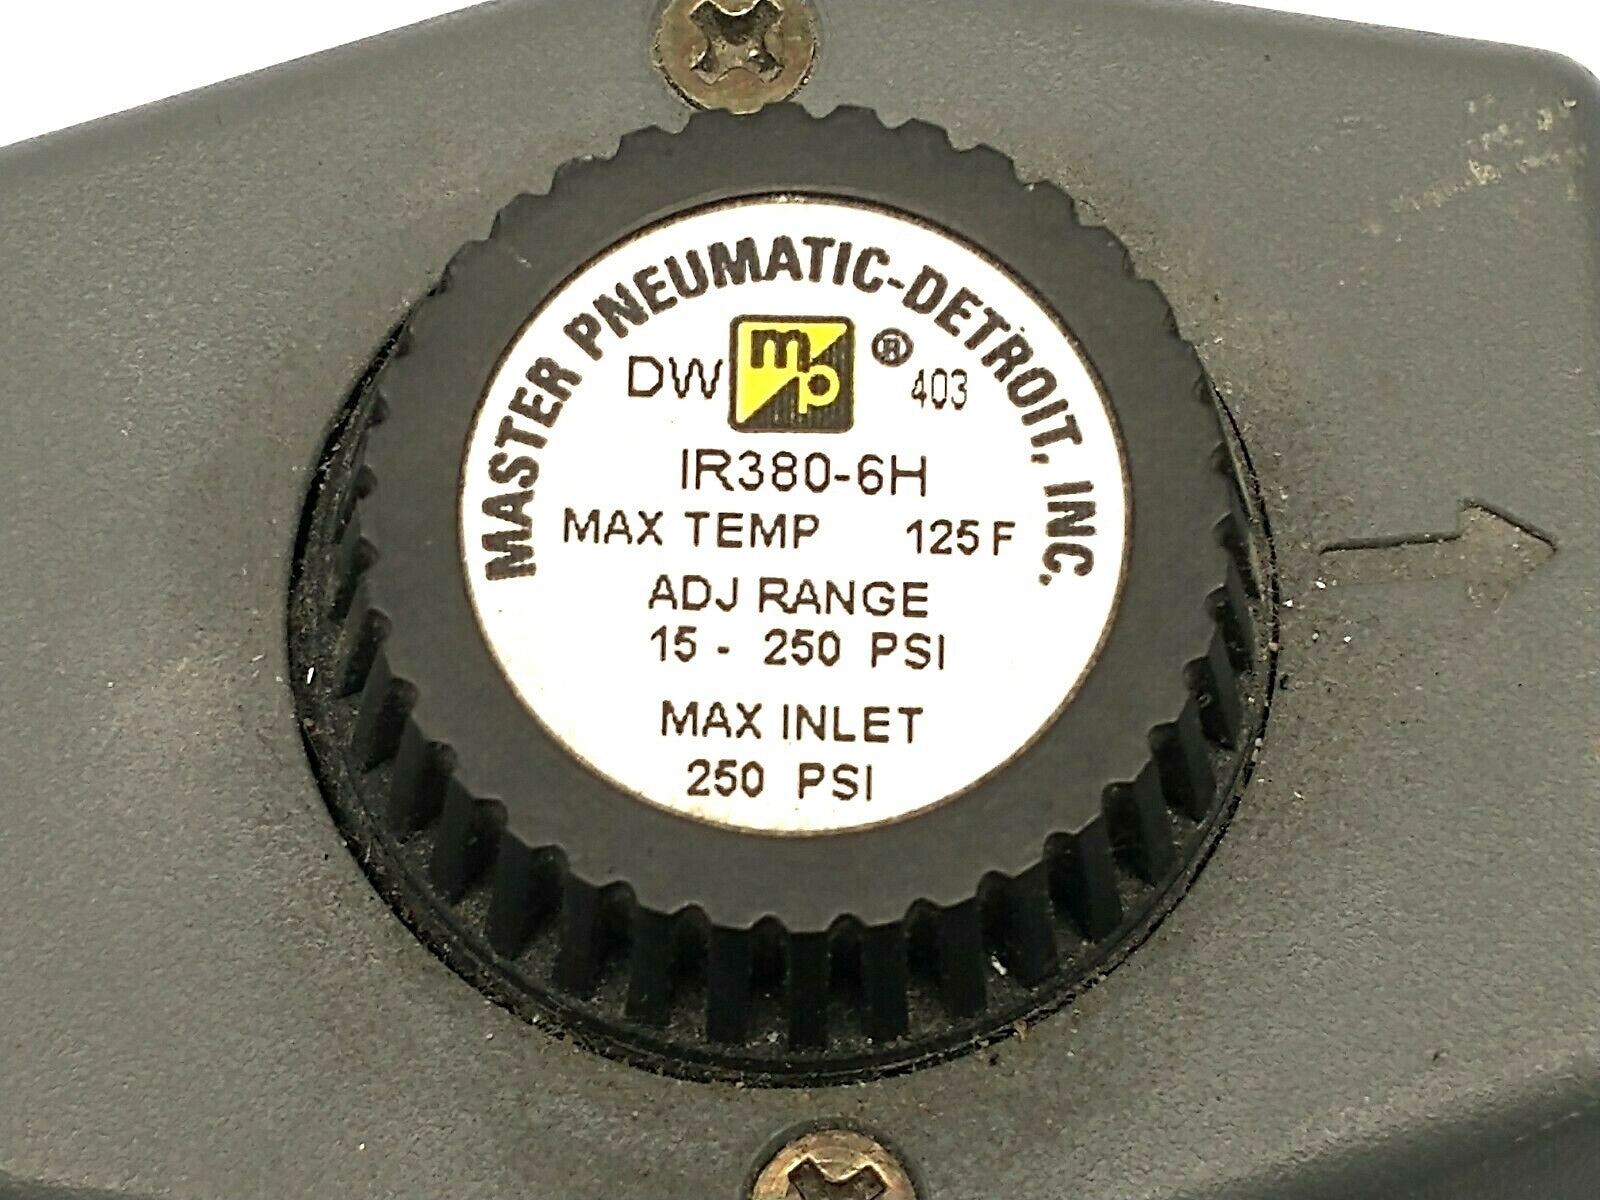 MASTER PNEUMATIC-DETROIT, INC.
DW mp ® 403
IR380-6H
MAX TEMP 125 F
ADJ RANGE
15 - 250 PSI
MAX INLET
250 PSI